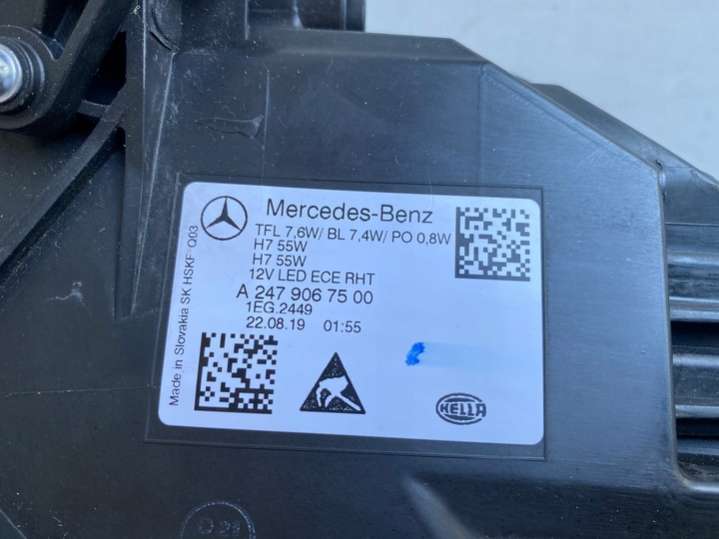 Mercedes-Benz
TFL 7,6W/ BL 7,4W/ PO 0,8W
H7 55W
H7 55W
12V LED ECE RHT
A 247 906 75 00
1EG.2449
22.08.19 01:55
Made in Slovakia SK HSKF Q03
HELLA